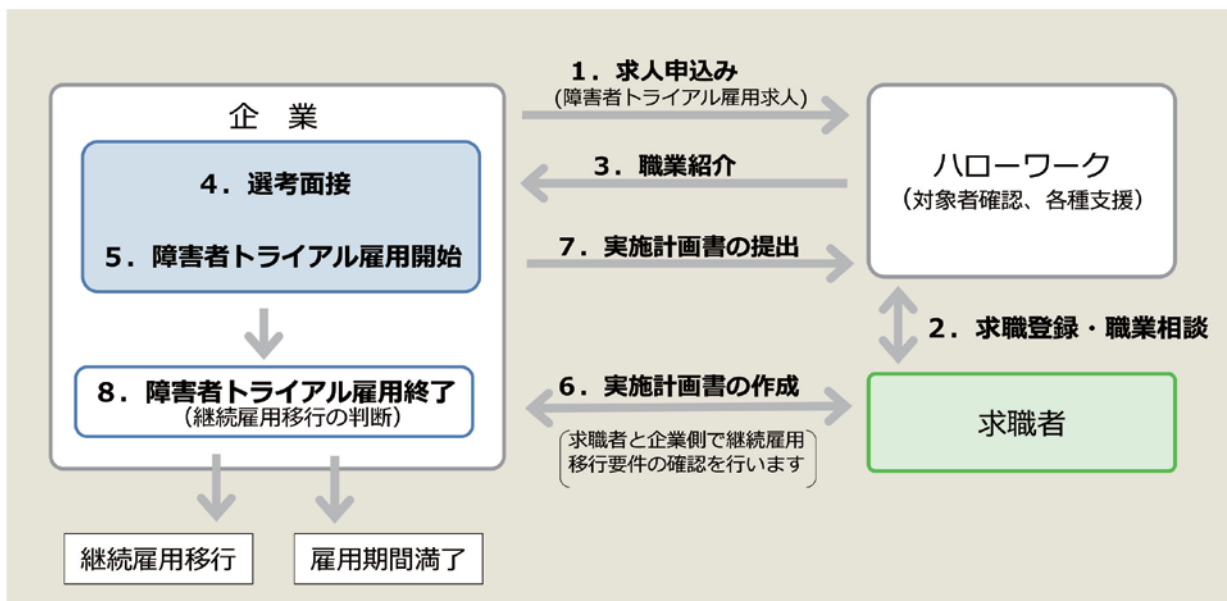 1．求人申込み
(障害者トライアル雇用求人)
企　業
ハローワーク
（対象者確認、各種支援）
4．選考面接
3．職業紹介
5．障害者トライアル雇用開始
7．実施計画書の提出
2．求職登録・職業相談
8．障害者トライアル雇用終了
（継続雇用移行の判断）
6．実施計画書の作成
求職者と企業側で継続雇用
移行要件の確認を行います
求職者
継続雇用移行
雇用期間満了